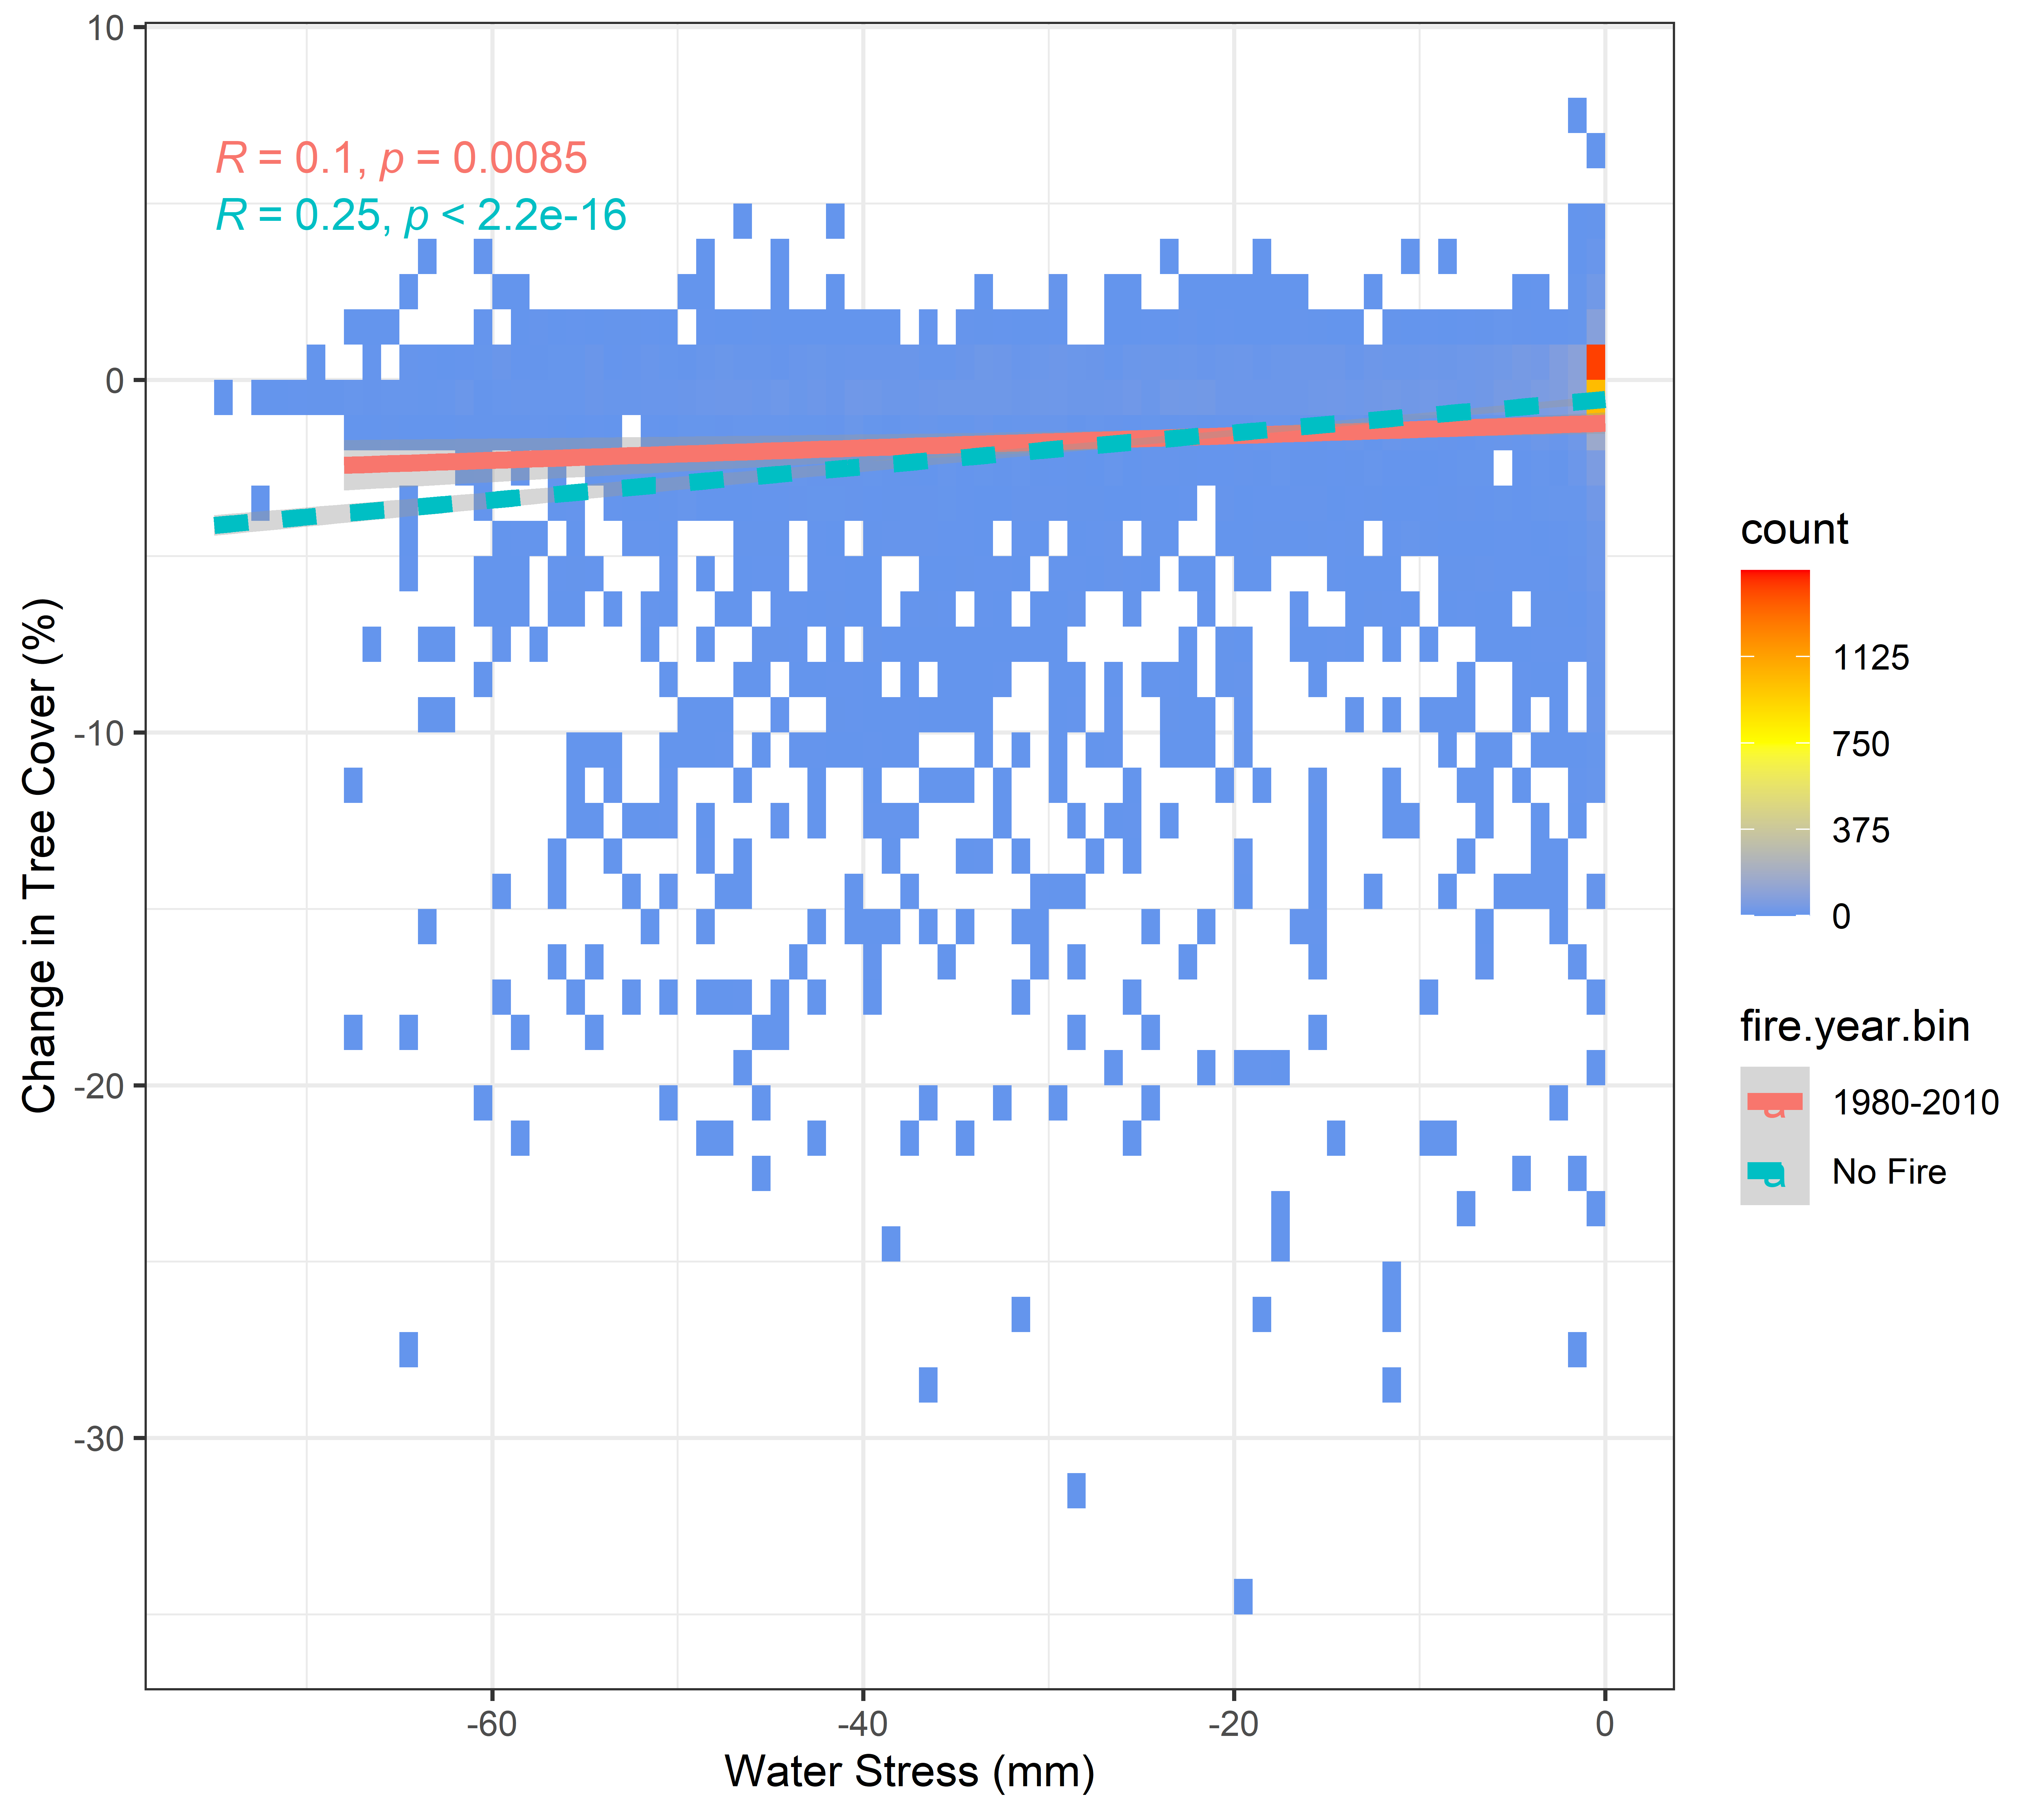 10
0
-10
-20
-30
-60
-40
-20
0
Change in Tree Cover (%)
Water Stress (mm)
R = 0.1, p = 0.0085
R = 0.25, p < 2.2e-16
count
1125
750
375
0
fire.year.bin
a 1980-2010
a No Fire